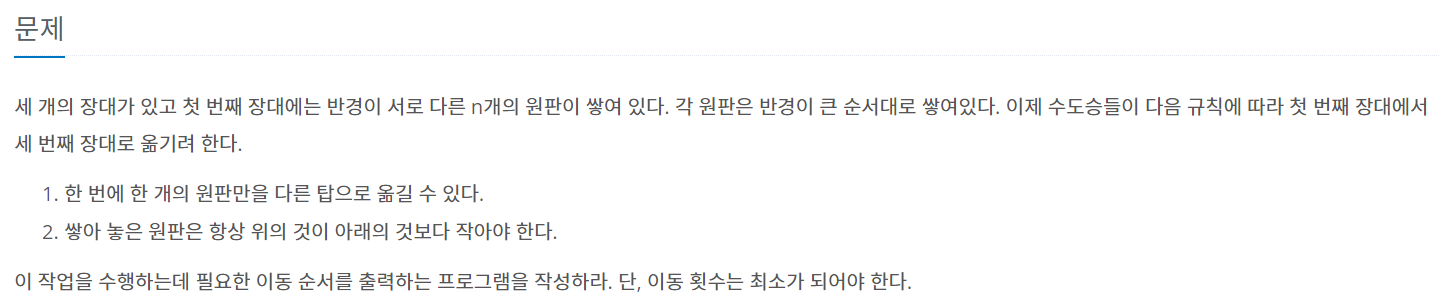 문제
세 개의 장대가 있고 첫 번째 장대에는 반경이 서로 다른 n개의 원판이 쌓여 있다. 각 원판은 반경이 큰 순서대로 쌓여있다. 이제 수도승들이 다음 규칙에 따라 첫 번째 장대에서
세 번째 장대로 옮기려 한다.
1. 한 번에 한 개의 원판만을 다른 탑으로 옮길 수 있다.
2. 쌓아 놓은 원판은 항상 위의 것이 아래의 것보다 작아야 한다.
이 작업을 수행하는데 필요한 이동 순서를 출력하는 프로그램을 작성하라. 단, 이동 횟수는 최소가 되어야 한다.